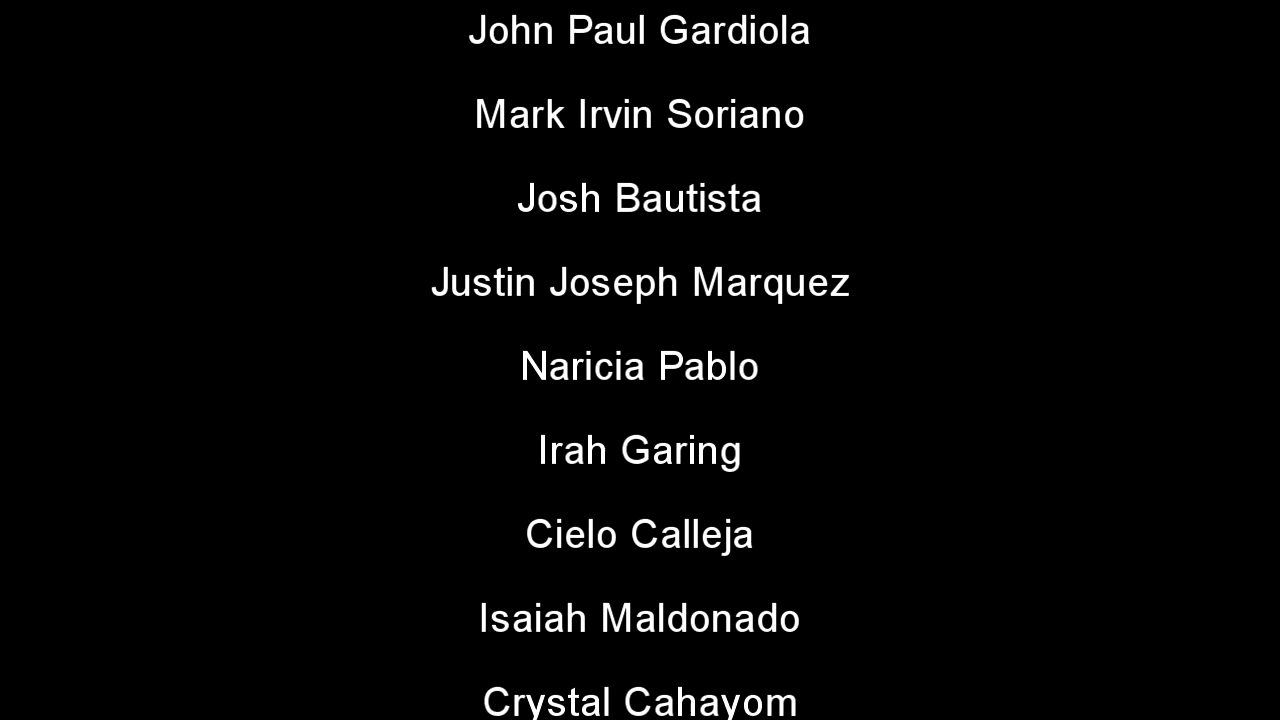 John Paul Gardiola
Mark Irvin Soriano
Josh Bautista
Justin Joseph Marquez
Naricia Pablo
Irah Garing
Cielo Calleja
Isaiah Maldonado
Crystal Cahayom